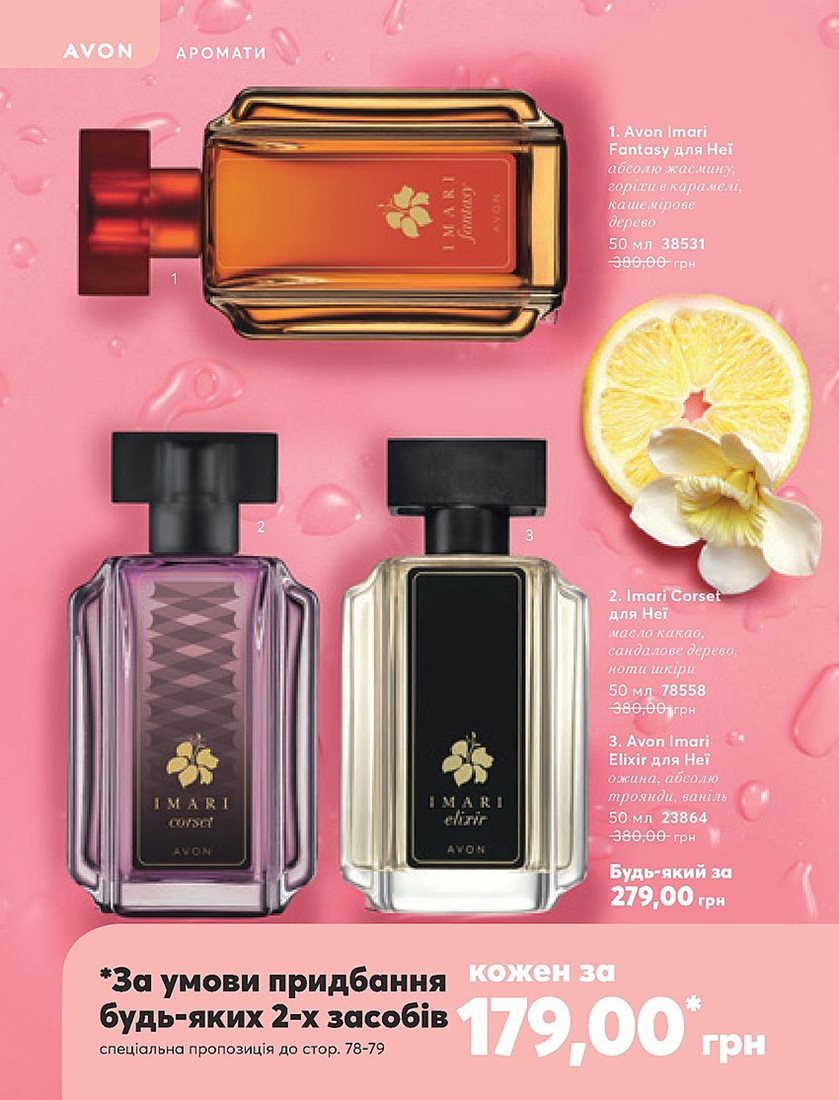 AVON АРОМАТИ
1. Avon Imari
Fantasy для Неї
абсолю жасмину,
горіхи в карамелі,
кашемірове
дерево
50 мл 38531
380,00 грн
IMARI
fantasy
AVON
1
2
3
2. Imari Corset
для Неї
масло какао,
сандалове дерево,
ноти шкіри
50 мл 78558
380,00 грн
3. Avon Imari
Elixir для Неї
ожина, абсолю
троянди, ваніль
50 мл 23864
380,00 грн
Будь-який за
279,00 грн
IMARI
corset
AVON
IMARI
elixir
AVON
*За умови придбання
будь-яких 2-х засобів
спеціальна пропозиція до стор. 78-79
кожен за
179,00* грн